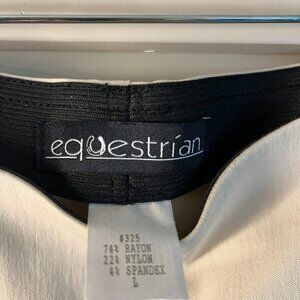 equestrian
#325
74% RAYON
22% NYLON
4% SPANDEX
L